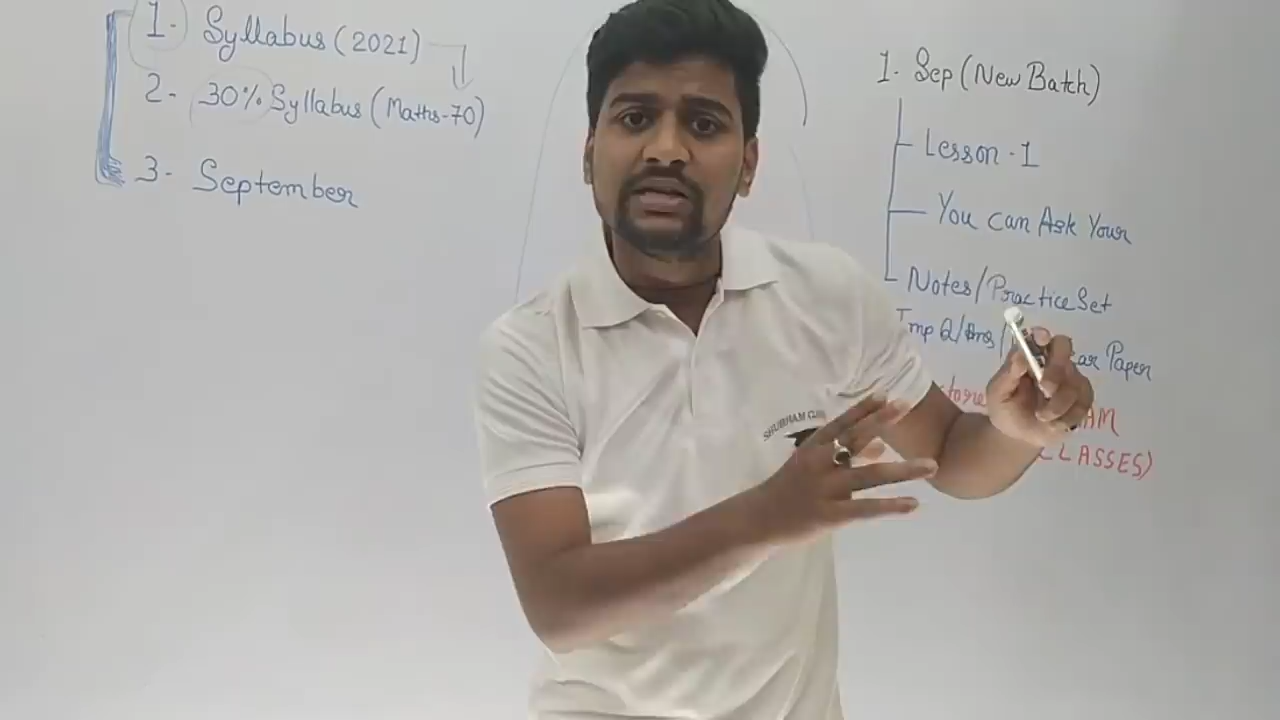 1- Syllabus (2021)
2- 30% Syllabus (Maths-70)
3- September
1- Sep (New Batch)
Lesson-1
You can Ask Your
Notes/Practice Set
Imp Q/Ans/ Paper
CLASSES)
SHUBHAM